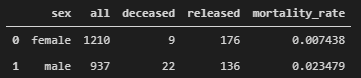 sex all deceased released mortality_rate
0 female 1210 9 176 0.007438
1 male 937 22 136 0.023479